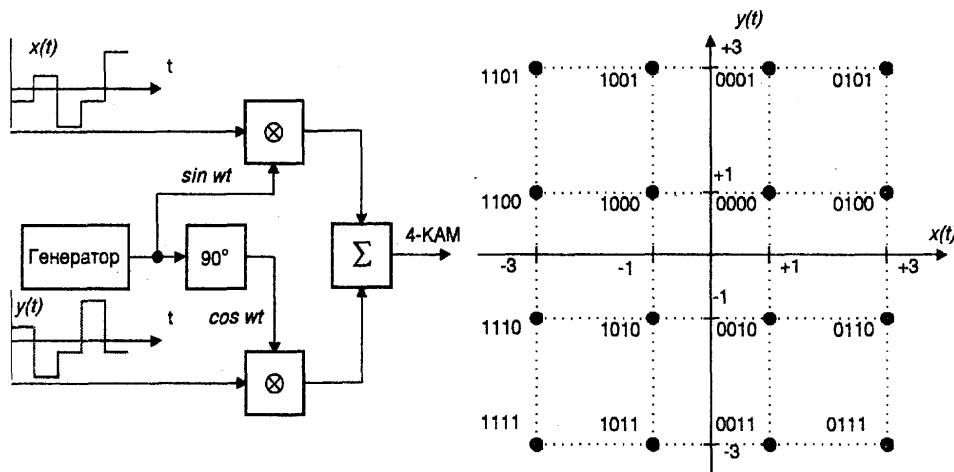 x(t)
t
⊗
sin wt
Генератор
90°
Σ
4-КАМ
y(t)
t
cos wt
⊗
y(t)
+3
1101 1001 0001 0101
+1
1100 1000 0000 0100
x(t)
-3 -1 +1 +3
-1
1110 1010 0010 0110
1111 1011 0011 0111
-3